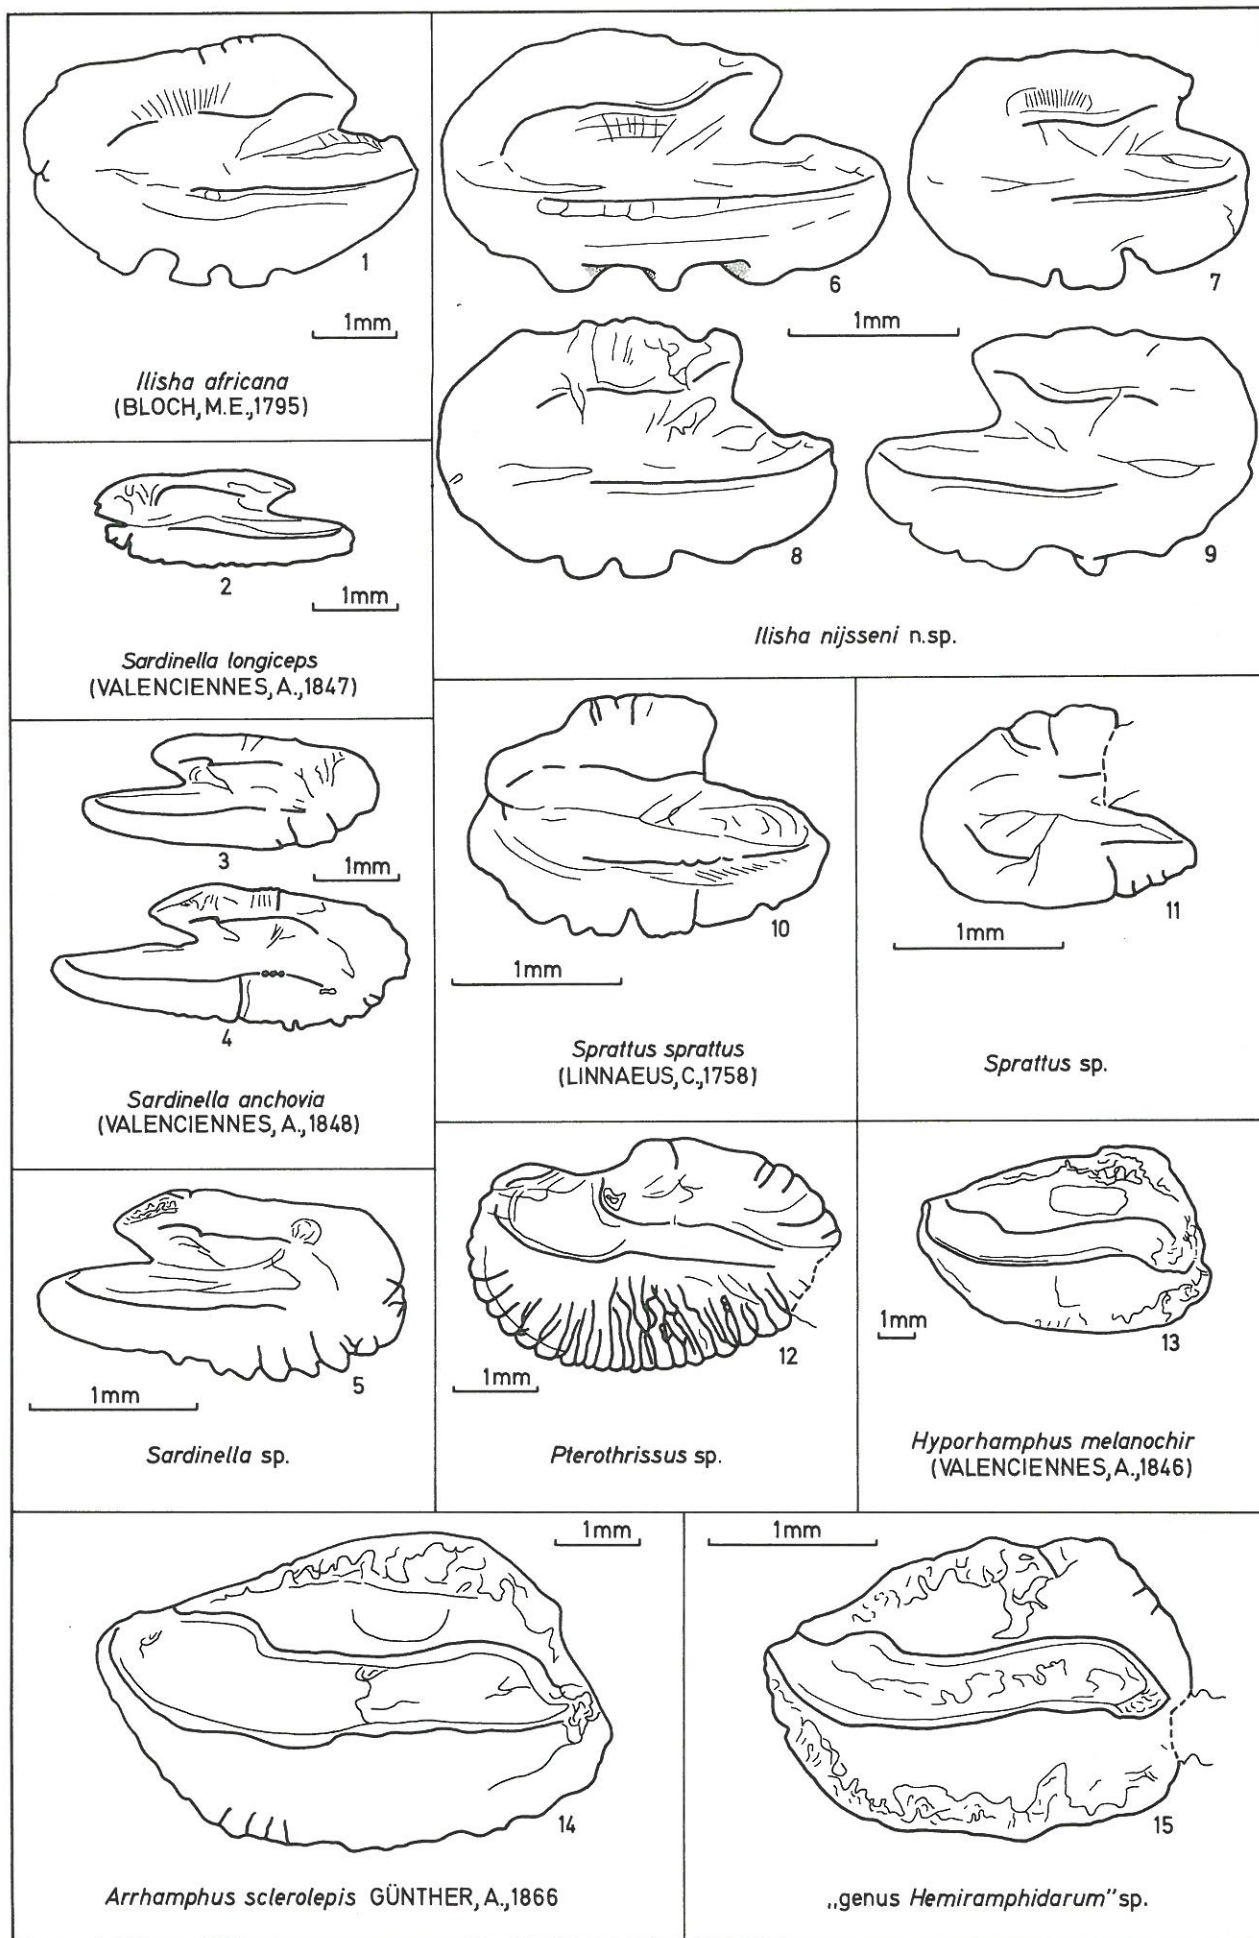 1
1mm
Ilisha africana
(BLOCH, M.E., 1795)
2
1mm
Sardinella longiceps
(VALENCIENNES, A., 1847)
3
1mm
4
Sardinella anchovia
(VALENCIENNES, A., 1848)
5
1mm
Sardinella sp.
6
7
1mm
8
9
Ilisha nijsseni n.sp.
10
1mm
Sprattus sprattus
(LINNAEUS, C., 1758)
11
1mm
Sprattus sp.
12
1mm
Pterothrissus sp.
13
1mm
Hyporhamphus melanochir
(VALENCIENNES, A., 1846)
1mm
14
Arrhamphus sclerolepis GÜNTHER, A., 1866
1mm
15
„genus Hemiramphidarum" sp.